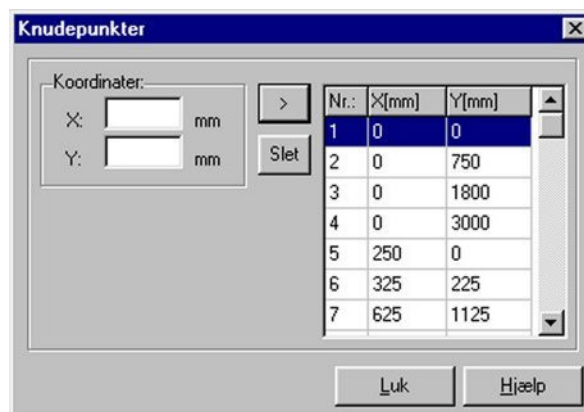 Knudepunkter
Koordinater:
X: mm
Y: mm
>
Slet
Nr.: X[mm] Y[mm]
1 0 0
2 0 750
3 0 1800
4 0 3000
5 250 0
6 325 225
7 625 1125
Luk
Hjælp